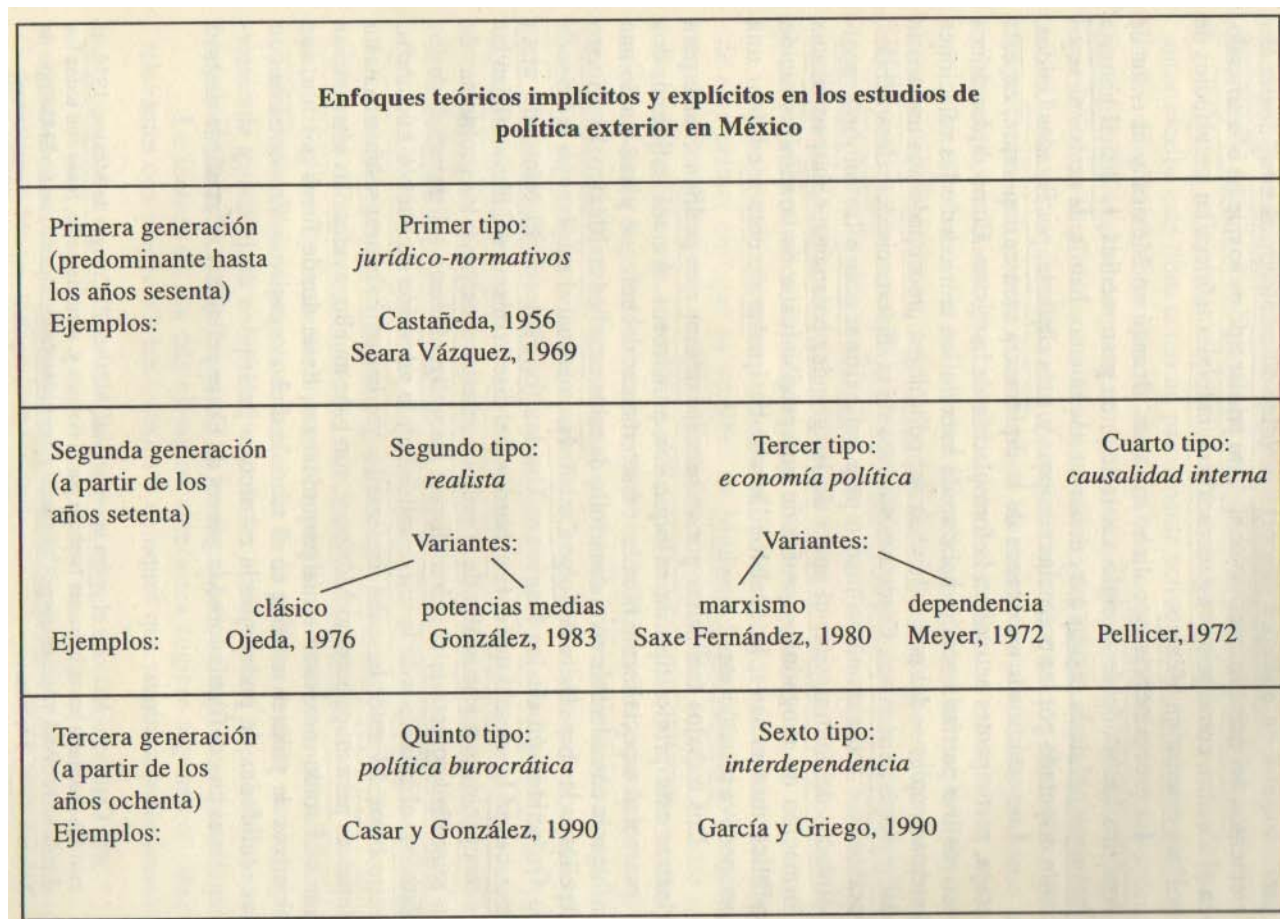 Enfoques teóricos implícitos y explícitos en los estudios de
política exterior en México
Primera generación
(predominante hasta
los años sesenta)
Ejemplos:
Primer tipo:
jurídico-normativos
Castañeda, 1956
Seara Vázquez, 1969
Segunda generación
(a partir de los
años setenta)
Segundo tipo:
realista
Tercer tipo:
economía política
Cuarto tipo:
causalidad interna
Variantes:
Variantes:
clásico
potencias medias
marxismo
dependencia
Ejemplos:
Ojeda, 1976
González, 1983
Saxe Fernández, 1980
Meyer, 1972
Pellicer,1972
Tercera generación
(a partir de los
años ochenta)
Ejemplos:
Quinto tipo:
política burocrática
Casar y González, 1990
Sexto tipo:
interdependencia
García y Griego, 1990